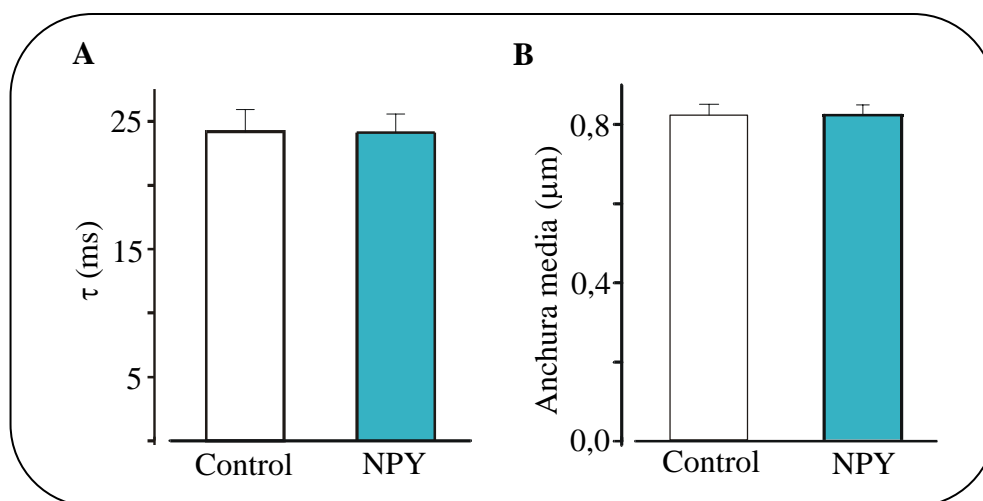 A
τ (ms)
25
15
5
Control NPY
B
Anchura media (μm)
0,8
0,4
0,0
Control NPY